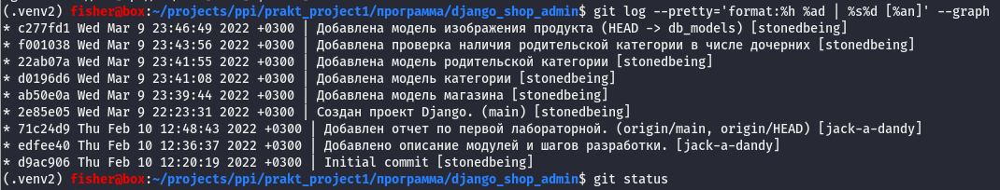 (.venv2) fisher@box:~/projects/ppi/prakt_project1/программа/django_shop_admin$ git log --pretty='format:%h %ad | %s%d [%an]' --graph
* c277fd1 Wed Mar 9 23:46:49 2022 +0300 | Добавлена модель изображения продукта (HEAD -> db_models) [stonedbeing]
* f001038 Wed Mar 9 23:43:56 2022 +0300 | Добавлена проверка наличия родительской категории в числе дочерних [stonedbeing]
* 22ab07a Wed Mar 9 23:41:55 2022 +0300 | Добавлена модель родительской категории [stonedbeing]
* d0196d6 Wed Mar 9 23:41:08 2022 +0300 | Добавлена модель категории [stonedbeing]
* ab50e0a Wed Mar 9 23:39:44 2022 +0300 | Добавлена модель магазина [stonedbeing]
* 2e85e05 Wed Mar 9 22:23:31 2022 +0300 | Создан проект Django. (main) [stonedbeing]
* 71c24d9 Thu Feb 10 12:48:43 2022 +0300 | Добавлен отчет по первой лабораторной. (origin/main, origin/HEAD) [jack-a-dandy]
* edfee40 Thu Feb 10 12:36:37 2022 +0300 | Добавлено описание модулей и шагов разработки. [jack-a-dandy]
* d9ac906 Thu Feb 10 12:20:19 2022 +0300 | Initial commit [stonedbeing]
(.venv2) fisher@box:~/projects/ppi/prakt_project1/программа/django_shop_admin$ git status